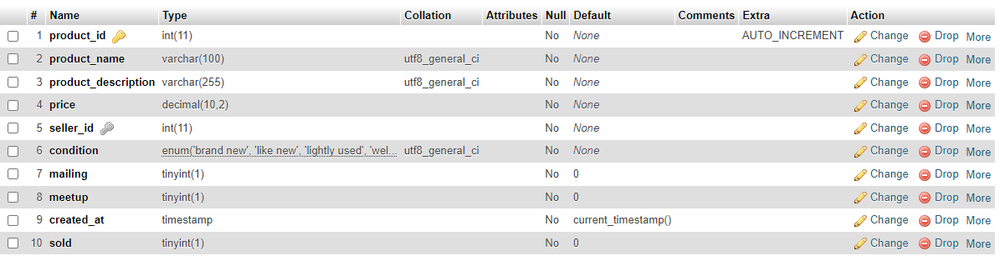 # Name Type Collation Attributes Null Default Comments Extra Action
1 product_id int(11) No None AUTO_INCREMENT Change Drop More
2 product_name varchar(100) utf8_general_ci No None Change Drop More
3 product_description varchar(255) utf8_general_ci No None Change Drop More
4 price decimal(10,2) No None Change Drop More
5 seller_id int(11) No None Change Drop More
6 condition enum('brand new', 'like new', 'lightly used', 'wel... utf8_general_ci No None Change Drop More
7 mailing tinyint(1) No 0 Change Drop More
8 meetup tinyint(1) No 0 Change Drop More
9 created_at timestamp No current_timestamp() Change Drop More
10 sold tinyint(1) No 0 Change Drop More